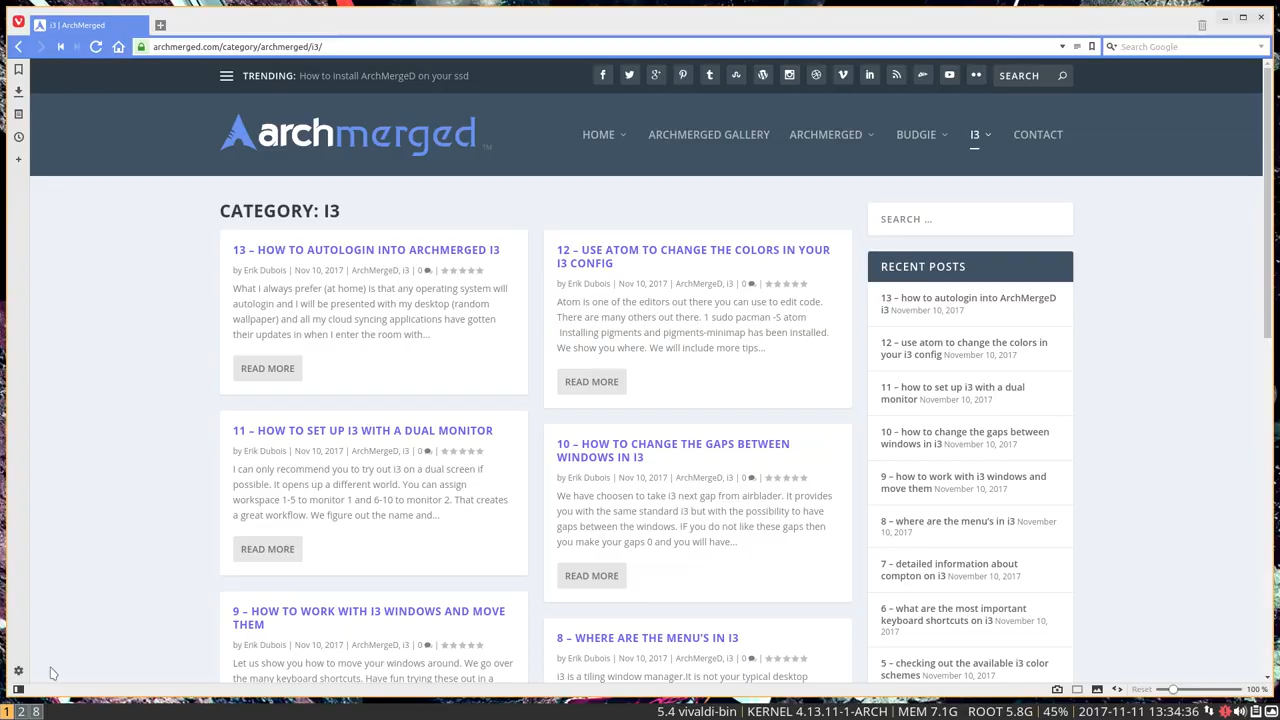 i3 | ArchMerged
archmerged.com/category/archmerged/i3/
Search Google
TRENDING: How to install ArchMergeD on your ssd
SEARCH
archmerged TM
HOME
ARCHMERGED GALLERY
ARCHMERGED
BUDGIE
I3
CONTACT
CATEGORY: I3
13 – HOW TO AUTOLOGIN INTO ARCHMERGED I3
by Erik Dubois | Nov 10, 2017 | ArchMergeD, i3 | 0
What I always prefer (at home) is that any operating system will
autologin and I will be presented with my desktop (random
wallpaper) and all my cloud syncing applications have gotten
their updates in when I enter the room with...
READ MORE
11 – HOW TO SET UP I3 WITH A DUAL MONITOR
by Erik Dubois | Nov 10, 2017 | ArchMergeD, i3 | 0
I can only recommend you to try out i3 on a dual screen if
possible. It opens up a different world. You can assign
workspace 1-5 to monitor 1 and 6-10 to monitor 2. That creates
a great workflow. We figure out the name and...
READ MORE
9 – HOW TO WORK WITH I3 WINDOWS AND MOVE
THEM
by Erik Dubois | Nov 10, 2017 | ArchMergeD, i3 | 0
Let us show you how to move your windows around. We go over
the many keyboard shortcuts. Have fun trying these out in a
12 – USE ATOM TO CHANGE THE COLORS IN YOUR
I3 CONFIG
by Erik Dubois | Nov 10, 2017 | ArchMergeD, i3 | 0
Atom is one of the editors out there you can use to edit code.
There are many others out there. 1 sudo pacman -S atom
Installing pigments and pigments-minimap has been installed.
We show you where. We will include more tips...
READ MORE
10 – HOW TO CHANGE THE GAPS BETWEEN
WINDOWS IN I3
by Erik Dubois | Nov 10, 2017 | ArchMergeD, i3 | 0
We have choosen to take i3 next gap from airblader. it provides
you with the same standard i3 but with the possibility to have
gaps between the windows. IF you do not like these gaps then
you make your gaps 0 and you will have...
READ MORE
8 – WHERE ARE THE MENU'S IN I3
by Erik Dubois | Nov 10, 2017 | ArchMergeD, i3 | 0
i3 is a tiling window manager.It is not your typical desktop
SEARCH ...
RECENT POSTS
13 – how to autologin into ArchMergeD
i3 November 10, 2017
12 – use atom to change the colors in
your i3 config November 10, 2017
11 – how to set up i3 with a dual
monitor November 10, 2017
10 – how to change the gaps between
windows in i3 November 10, 2017
9 – how to work with i3 windows and
move them November 10, 2017
8 – where are the menu's in i3 November
10, 2017
7 – detailed information about
compton on i3 November 10, 2017
6 – what are the most important
keyboard shortcuts on i3 November 10,
2017
5 – checking out the available i3 color
schemes November 10, 2017
Reset 100 %
1 2 8
5.4 vivaldi-bin | KERNEL 4.13.11-1-ARCH | MEM 7.1G | ROOT 5.8G | 45% | 2017-11-11 13:34:36